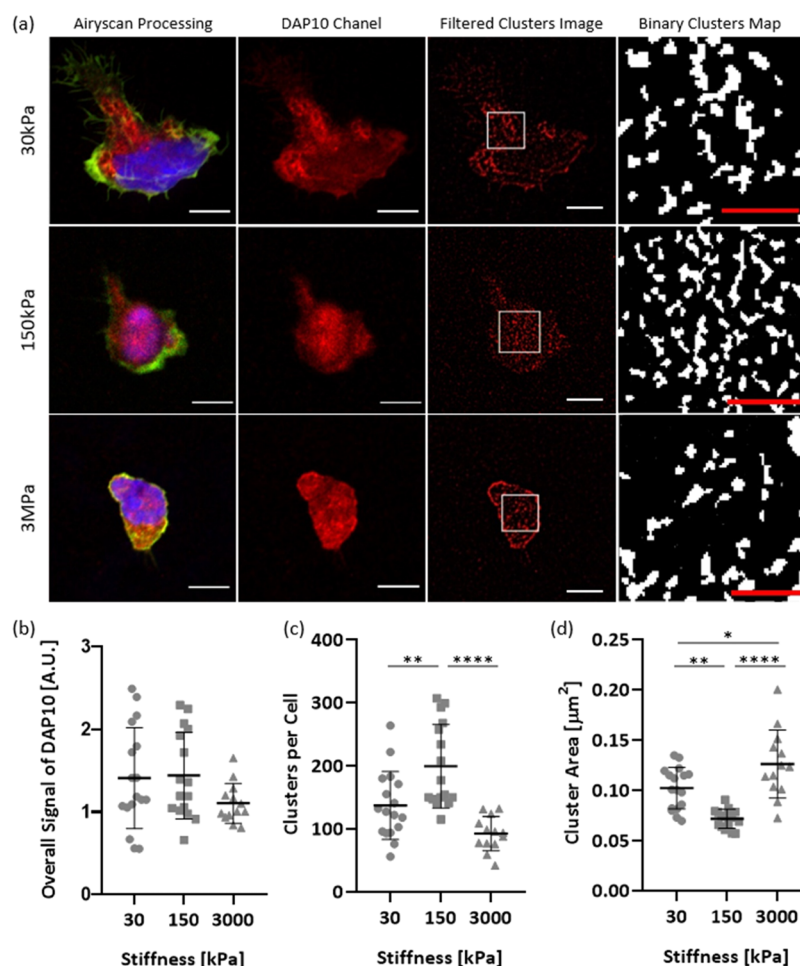 (a)
Airyscan Processing
DAP10 Chanel
Filtered Clusters Image
Binary Clusters Map
30kPa
150kPa
3MPa
(b)
Overall Signal of DAP10 [A.U.]
3
2
1
0
30 150 3000
Stiffness [kPa]
(c)
Clusters per Cell
400
300
200
100
0
** ****
30 150 3000
Stiffness [kPa]
(d)
Cluster Area [μm²]
0.25
0.20
0.15
0.10
0.05
0.00
*
** ****
30 150 3000
Stiffness [kPa]